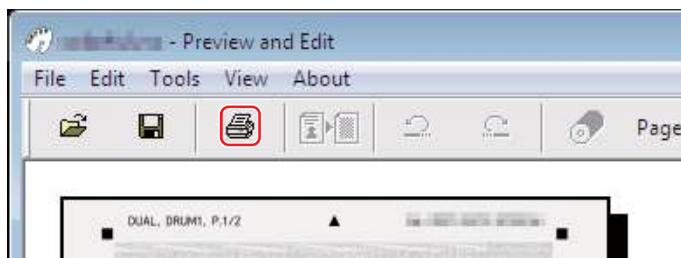 - Preview and Edit
File Edit Tools View About
Page
DUAL, DRUM1, P.1/2